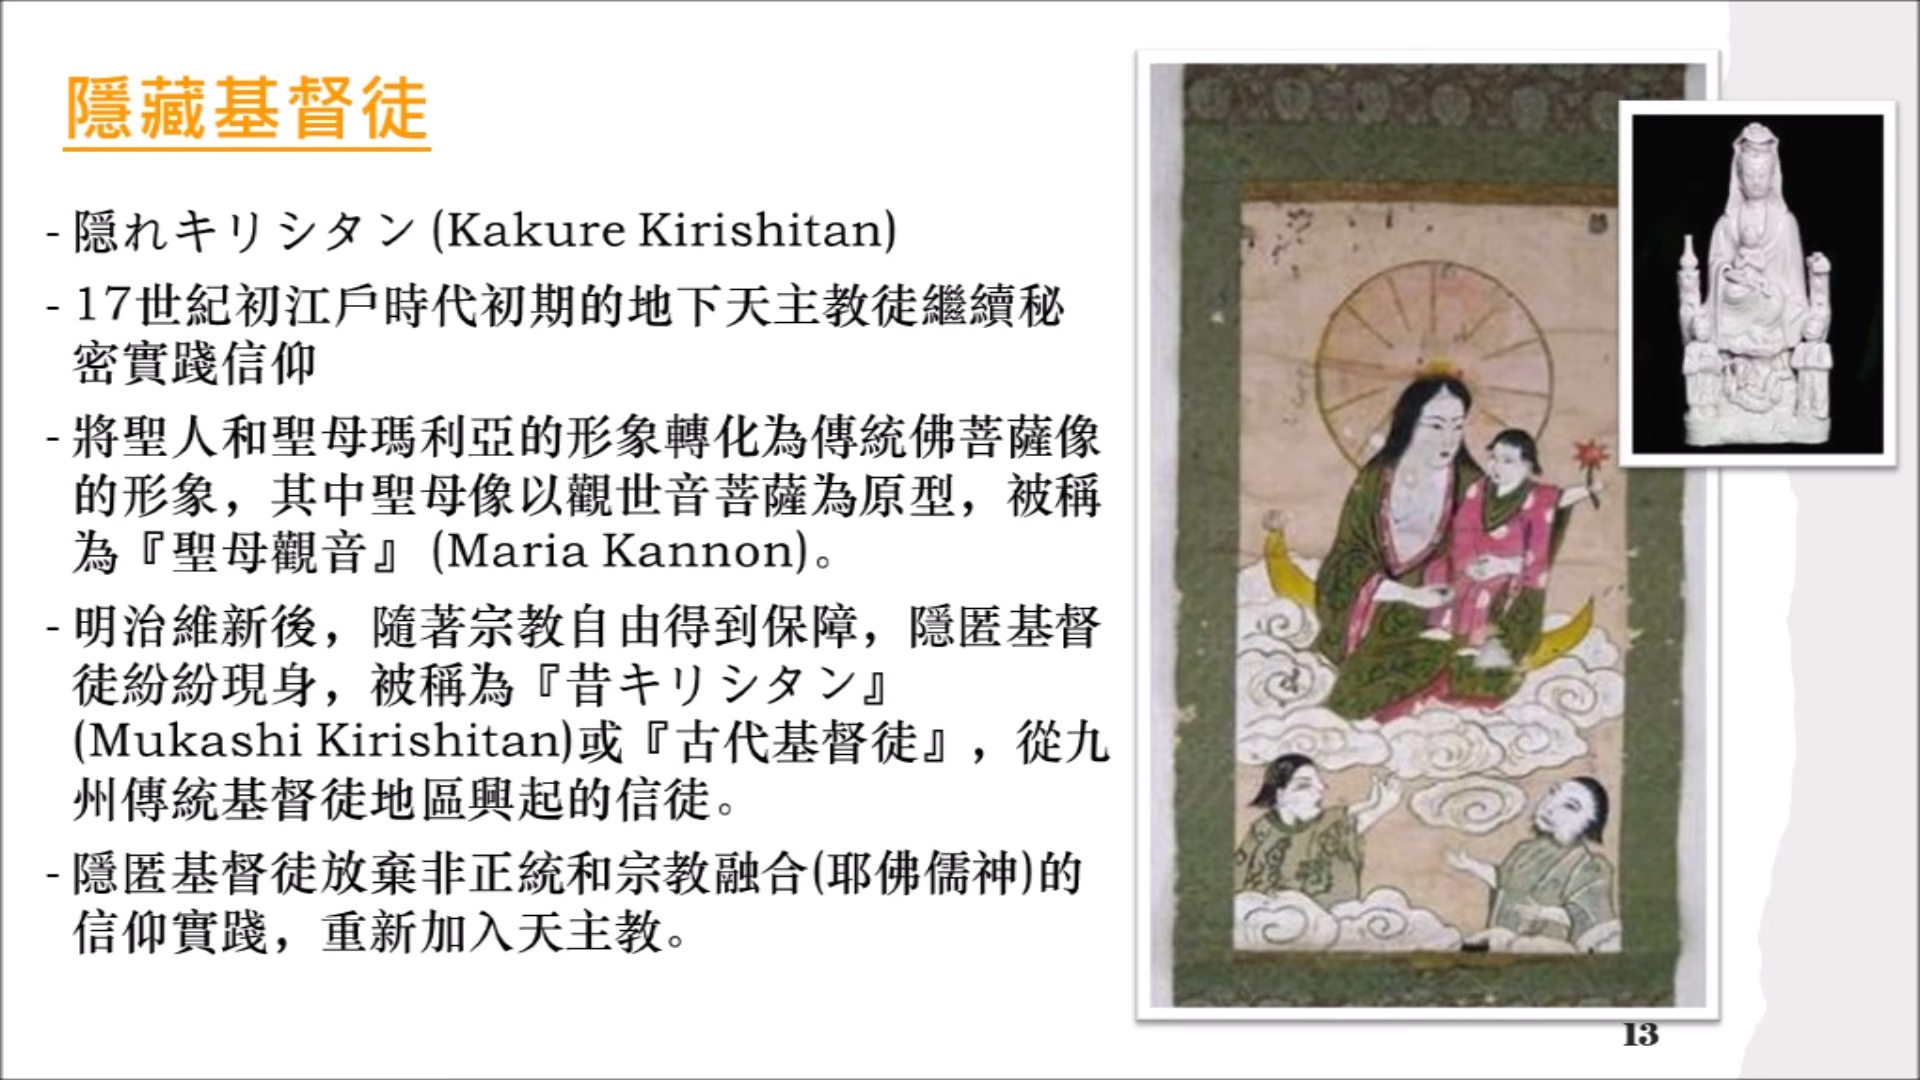 隱藏基督徒
- 隠れキリシタン (Kakure Kirishitan)
- 17世紀初江戶時代初期的地下天主教徒繼續秘
密實踐信仰
- 將聖人和聖母瑪利亞的形象轉化為傳統佛菩薩像
的形象，其中聖母像以觀世音菩薩為原型，被稱
為『聖母觀音』 (Maria Kannon)。
- 明治維新後，隨著宗教自由得到保障，隱匿基督
徒紛紛現身，被稱為『昔キリシタン』
(Mukashi Kirishitan)或『古代基督徒』，從九
州傳統基督徒地區興起的信徒。
- 隱匿基督徒放棄非正統和宗教融合(耶佛儒神)的
信仰實踐，重新加入天主教。
13